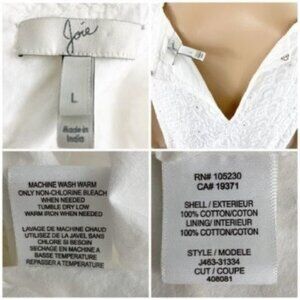 Joie
L
Made in
India
MACHINE WASH WARM
ONLY NON-CHLORINE BLEACH
WHEN NEEDED
TUMBLE DRY LOW
WARM IRON WHEN NEEDED
LAVAGE DE MACHINE CHAUD
UTILISEZ DE LA JAVEL SANS
CHLORE SI BESOIN
SECHAGE EN MACHINE A
BASSE TEMPERATURE
REPASSER A TEMPERATURE
RN# 105230
CA# 19371
SHELL / EXTERIEUR
100% COTTON/COTON
LINING/ INTERIEUR
100% COTTON/COTON
STYLE / MODELE
J463-31334
CUT / COUPE
408081